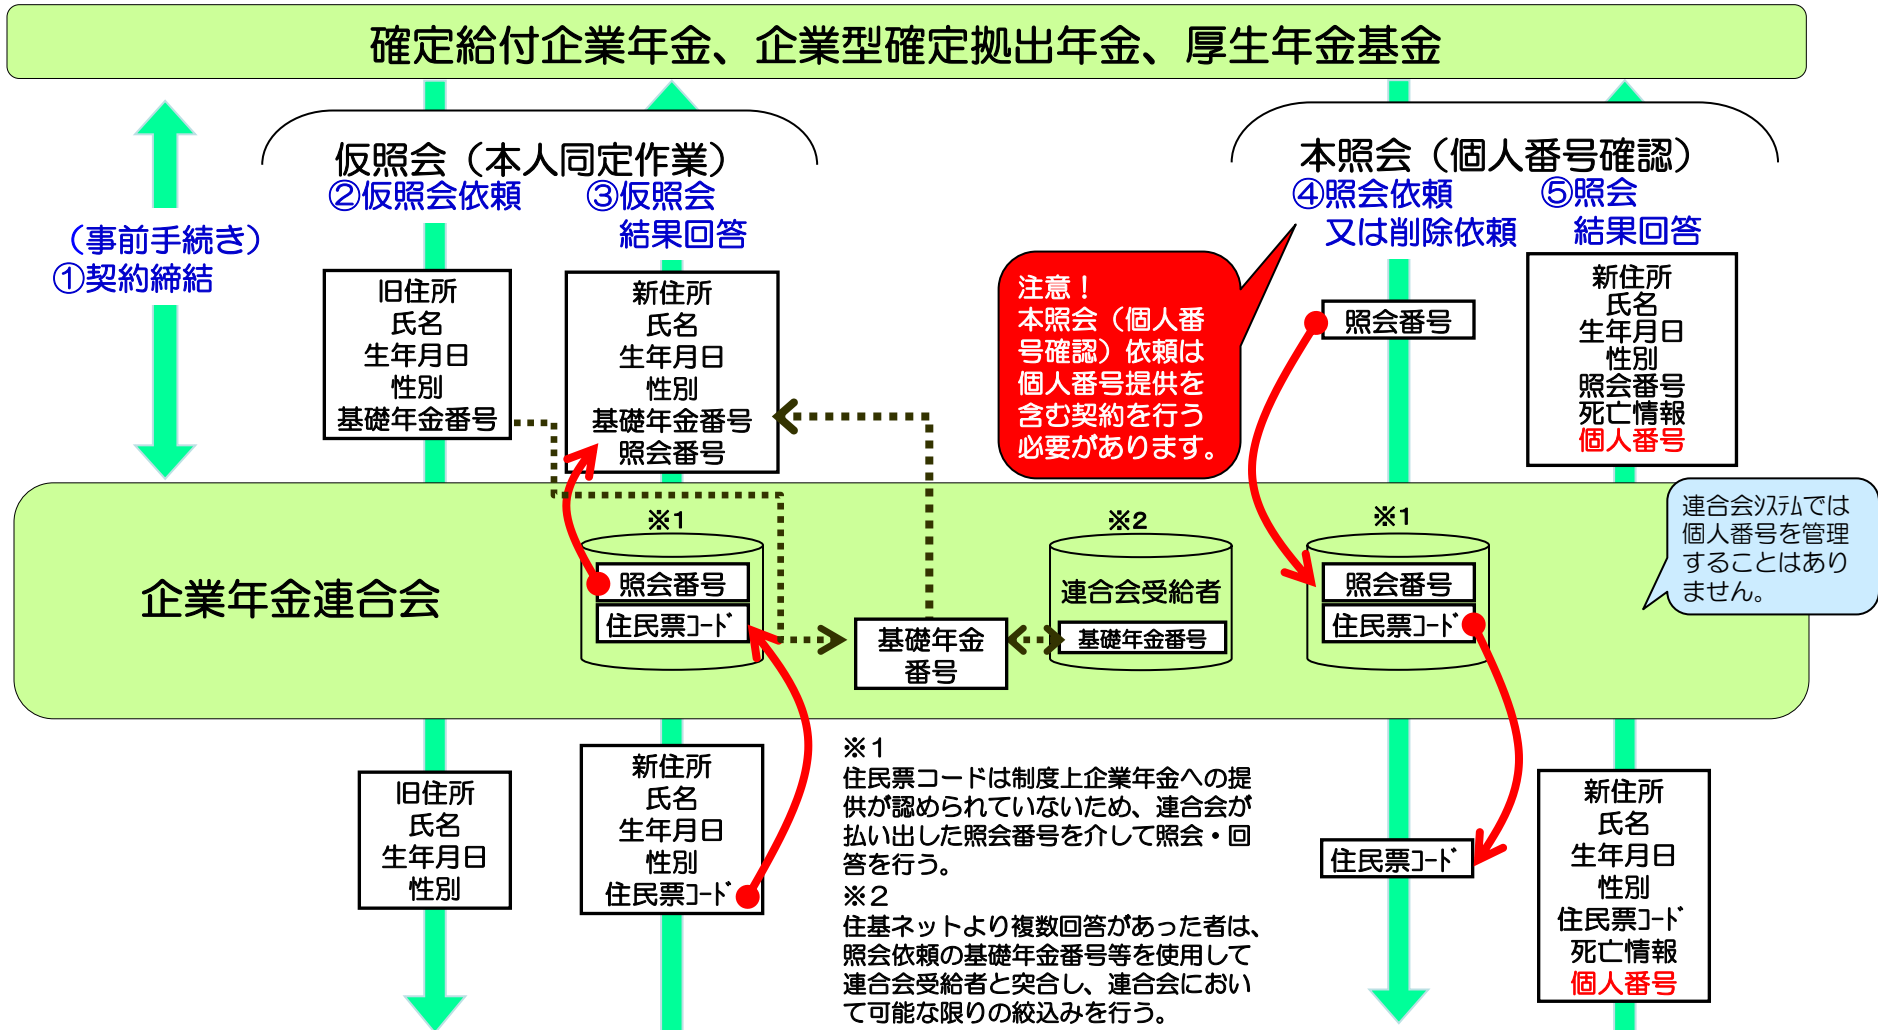 確定給付企業年金、企業型確定拠出年金、厚生年金基金
仮照会（本人同定作業）
②仮照会依頼
③仮照会
結果回答
（事前手続き）
①契約締結
旧住所
氏名
生年月日
性別
基礎年金番号
新住所
氏名
生年月日
性別
基礎年金番号
照会番号
本照会（個人番号確認）
④照会依頼
又は削除依頼
⑤照会
結果回答
注意！
本照会（個人番
号確認）依頼は
個人番号提供を
含む契約を行う
必要があります。
照会番号
新住所
氏名
生年月日
性別
照会番号
死亡情報
個人番号
企業年金連合会
※1
照会番号
住民票ｺｰﾄﾞ
基礎年金
番号
※2
連合会受給者
基礎年金番号
※1
照会番号
住民票ｺｰﾄﾞ
連合会ｼｽﾃﾑでは
個人番号を管理
することはあり
ません。
旧住所
氏名
生年月日
性別
新住所
氏名
生年月日
性別
住民票ｺｰﾄﾞ
※１
住民票コードは制度上企業年金への提
供が認められていないため、連合会が
払い出した照会番号を介して照会・回
答を行う。
※２
住基ネットより複数回答があった者は、
照会依頼の基礎年金番号等を使用して
連合会受給者と突合し、連合会におい
て可能な限りの絞込みを行う。
住民票ｺｰﾄﾞ
新住所
氏名
生年月日
性別
住民票ｺｰﾄﾞ
死亡情報
個人番号